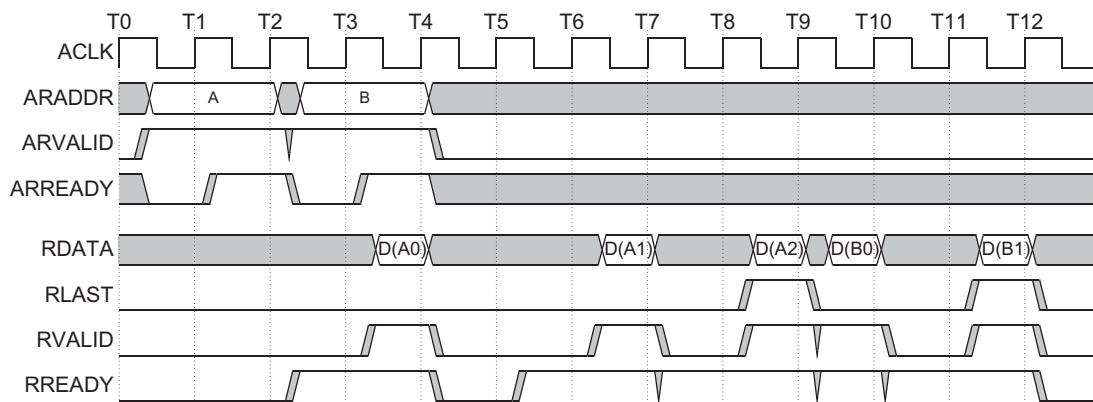 T0 T1 T2 T3 T4 T5 T6 T7 T8 T9 T10 T11 T12
ACLK
ARADDR A B
ARVALID
ARREADY
RDATA D(A0) D(A1) D(A2) D(B0) D(B1)
RLAST
RVALID
RREADY